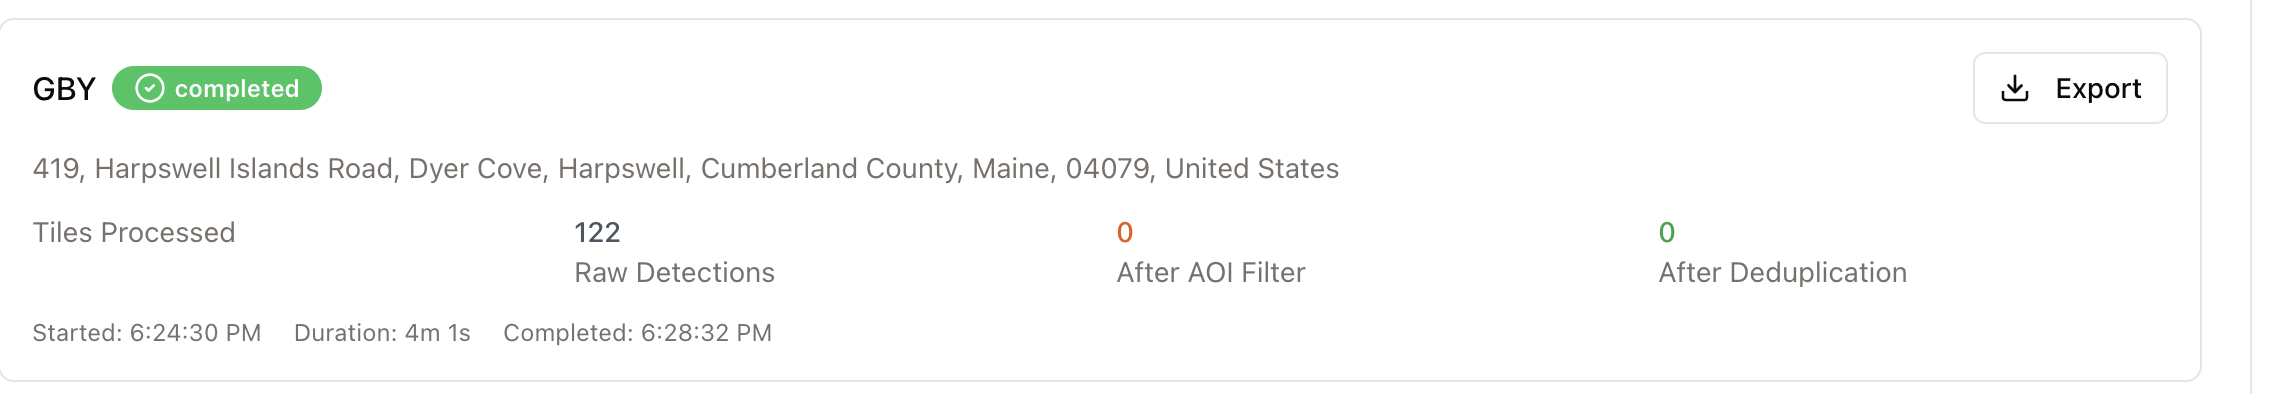 GBY completed Export
419, Harpswell Islands Road, Dyer Cove, Harpswell, Cumberland County, Maine, 04079, United States
Tiles Processed 122 0 0
Raw Detections After AOI Filter After Deduplication
Started: 6:24:30 PM Duration: 4m 1s Completed: 6:28:32 PM